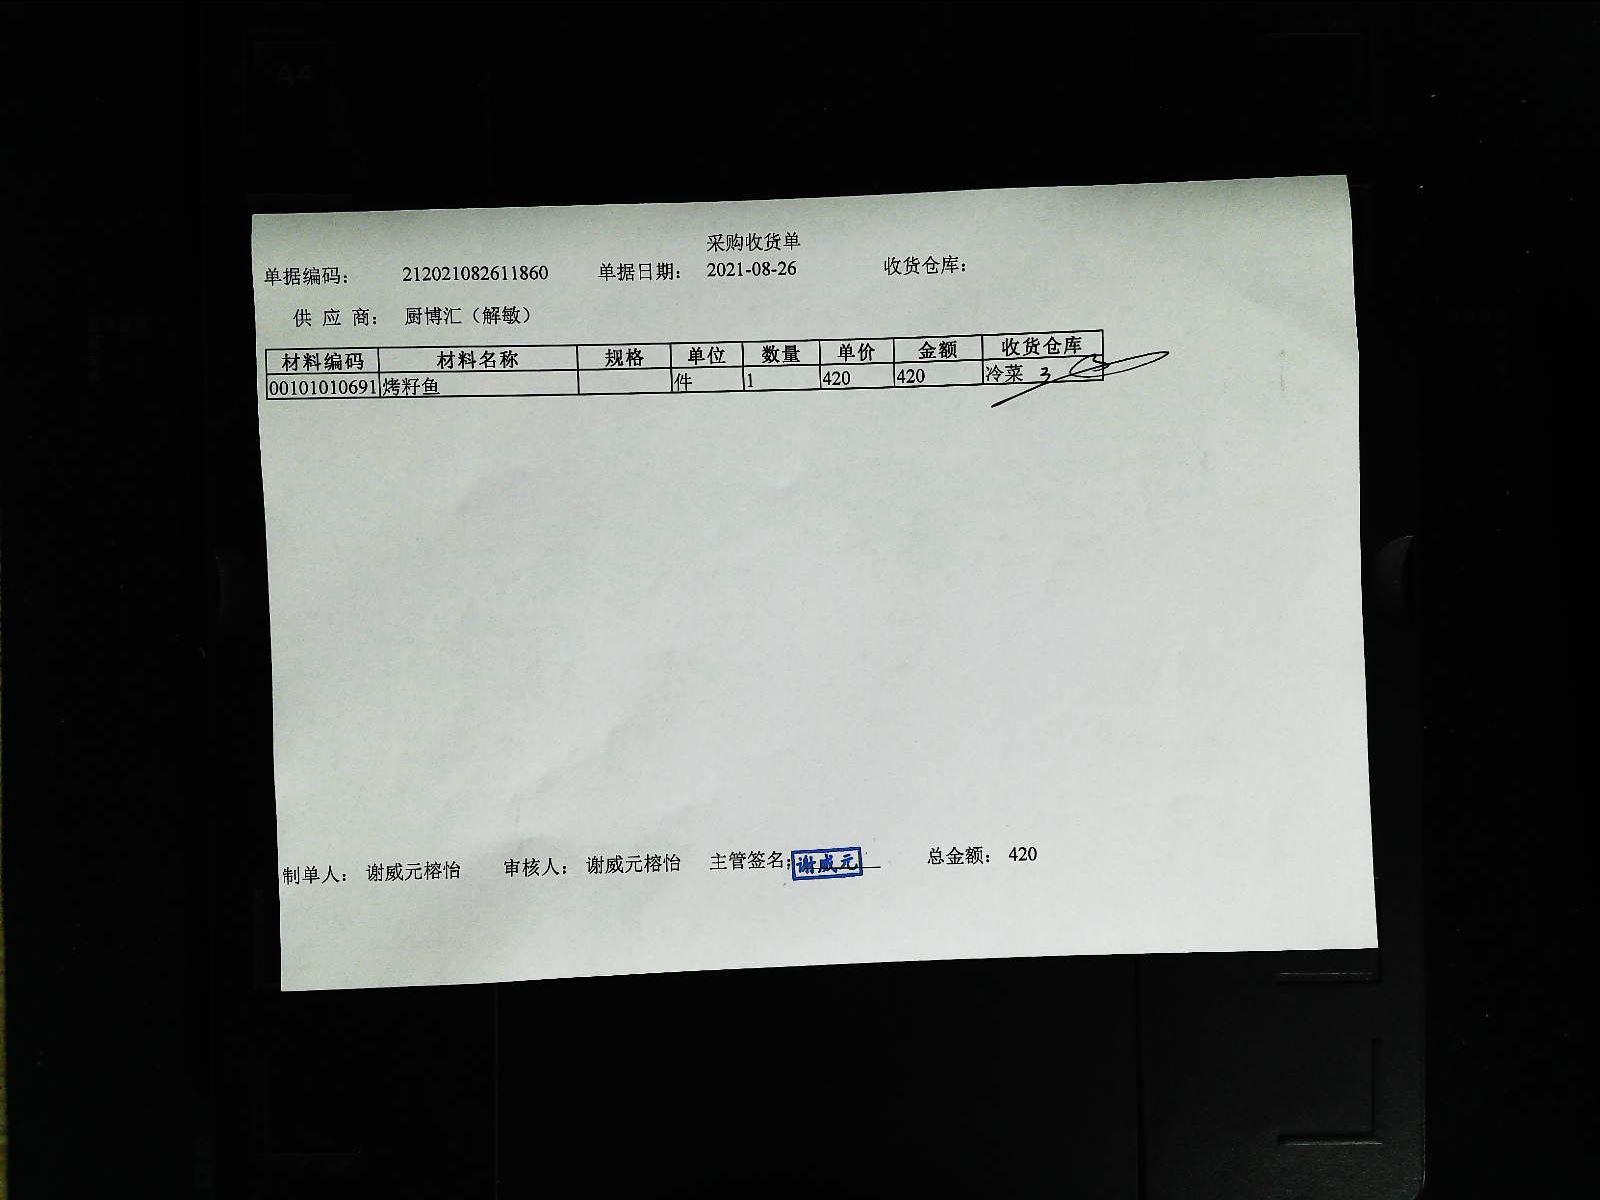 采购收货单
单据编码： 212021082611860 单据日期： 2021-08-26 收货仓库：
供 应 商： 厨博汇（解敏）
材料编码 材料名称 规格 单位 数量 单价 金额 收货仓库
00101010691 烤籽鱼 件 1 420 420 冷菜
制单人： 谢威元榕怡 审核人： 谢威元榕怡 主管签名： 谢威元 总金额： 420